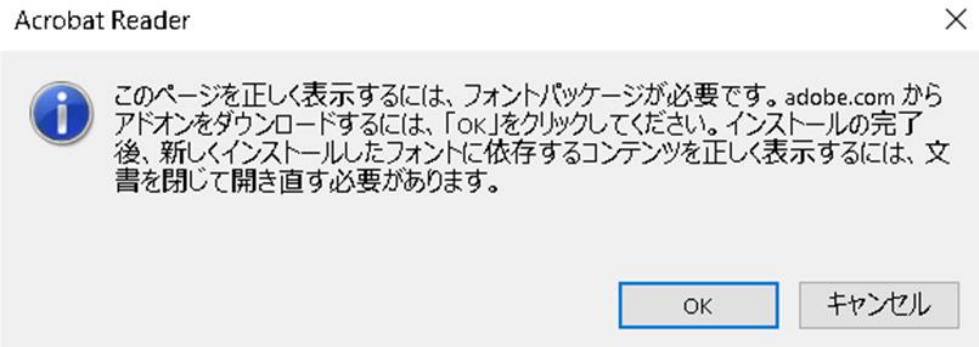 Acrobat Reader
このページを正しく表示するには、フォントパッケージが必要です。adobe.com から
アドオンをダウンロードするには、「OK」をクリックしてください。インストールの完了
後、新しくインストールしたフォントに依存するコンテンツを正しく表示するには、文
書を閉じて開き直す必要があります。
OK
キャンセル